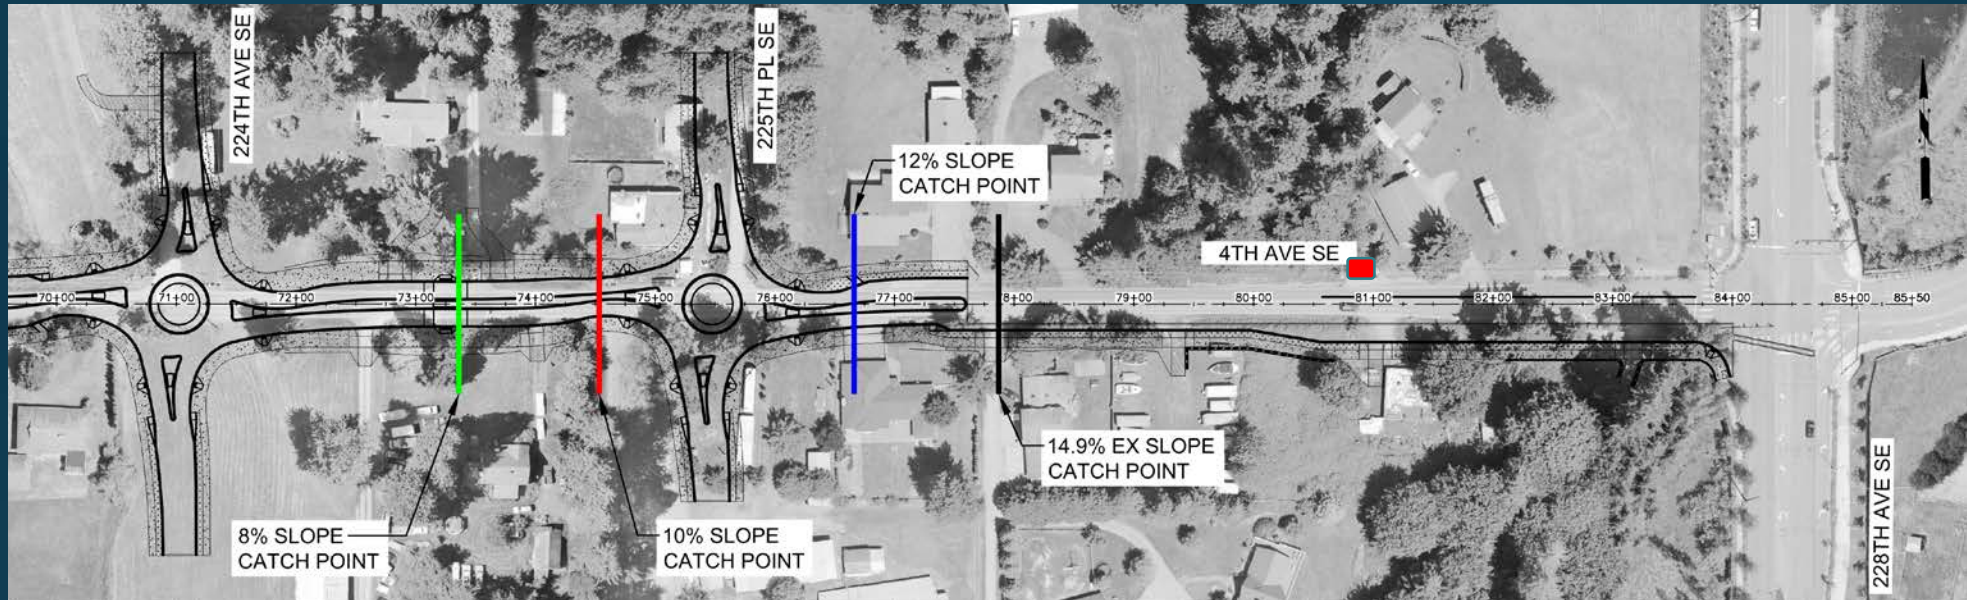 224TH AVE SE
225TH PL SE
12% SLOPE
CATCH POINT
4TH AVE SE
70+00
71+00
72+00
73+00
74+00
75+00
76+00
77+00
78+00
79+00
80+00
81+00
82+00
83+00
84+00
85+00
85+50
14.9% EX SLOPE
CATCH POINT
8% SLOPE
CATCH POINT
10% SLOPE
CATCH POINT
228TH AVE SE